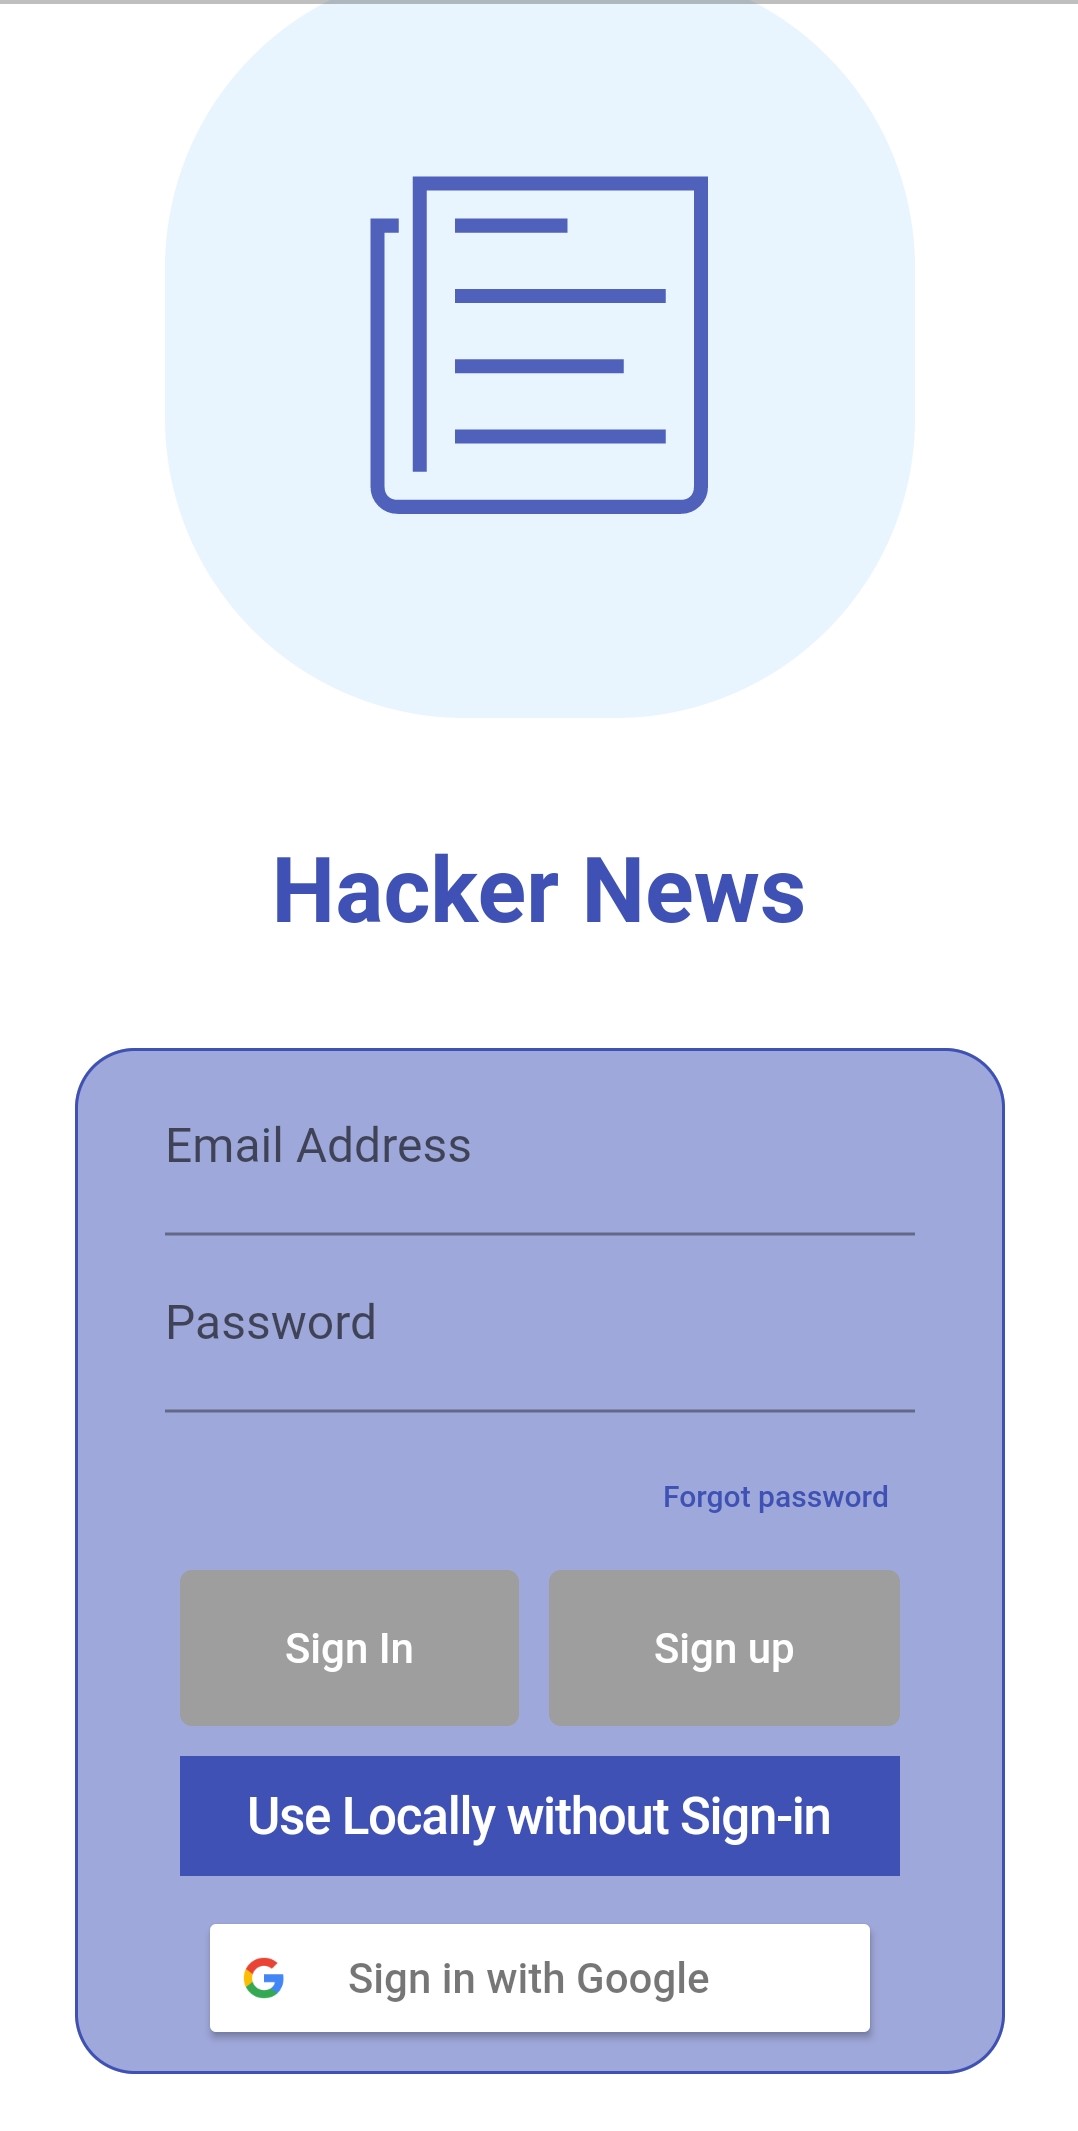 Hacker News
Email Address
Password
Forgot password
Sign In
Sign up
Use Locally without Sign-in
Sign in with Google